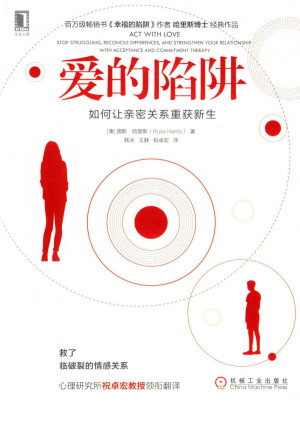 百万级畅销书《幸福的陷阱》作者 哈里斯博士 经典作品
ACT WITH LOVE
STOP STRUGGLING, RECONCILE DIFFERENCES, AND STRENGTHEN YOUR RELATIONSHIP
WITH ACCEPTANCE AND COMMITMENT THERAPY
爱的陷阱
如何让亲密关系重获新生
[澳] 路斯·哈里斯(Russ Harris) 著
韩冰 王静 祝卓宏 译
救了
临破裂的情感关系
心理研究所祝卓宏教授领衔翻译
机械工业出版社
China Machine Press